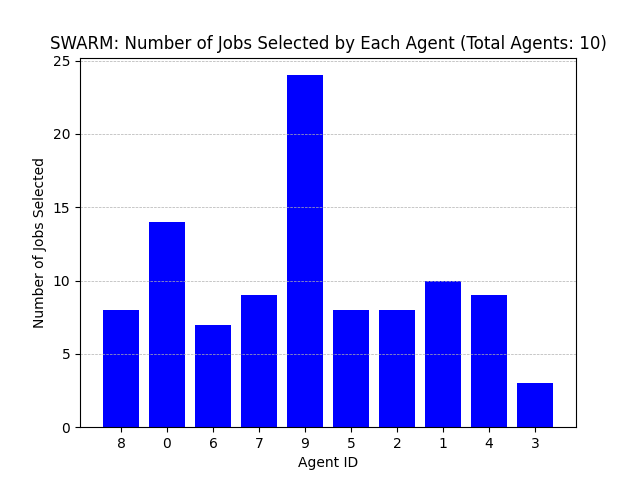 SWARM: Number of Jobs Selected by Each Agent (Total Agents: 10)
25
20
15
10
5
0
Number of Jobs Selected
8 0 6 7 9 5 2 1 4 3
Agent ID